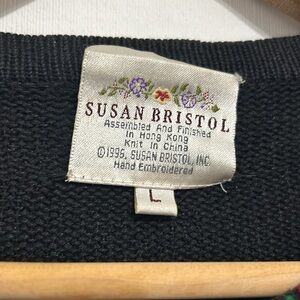 SUSAN BRISTOL
Assembled And Finished
In Hong Kong
Knit In China
©1995, SUSAN BRISTOL, INC.
Hand Embroidered
L